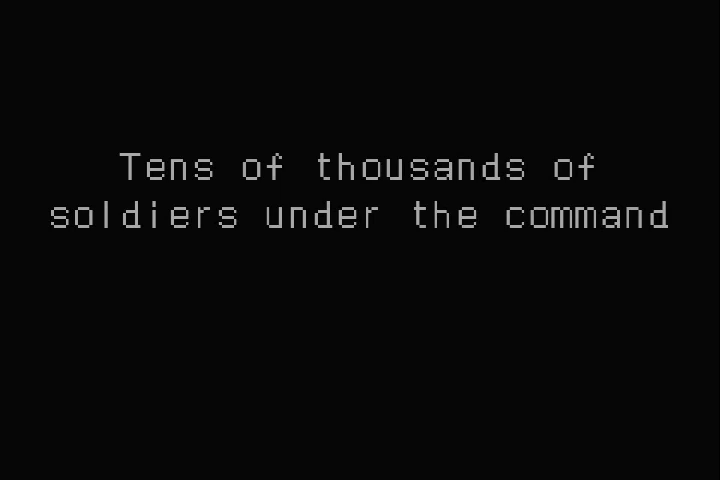 Tens of thousands of
soldiers under the command